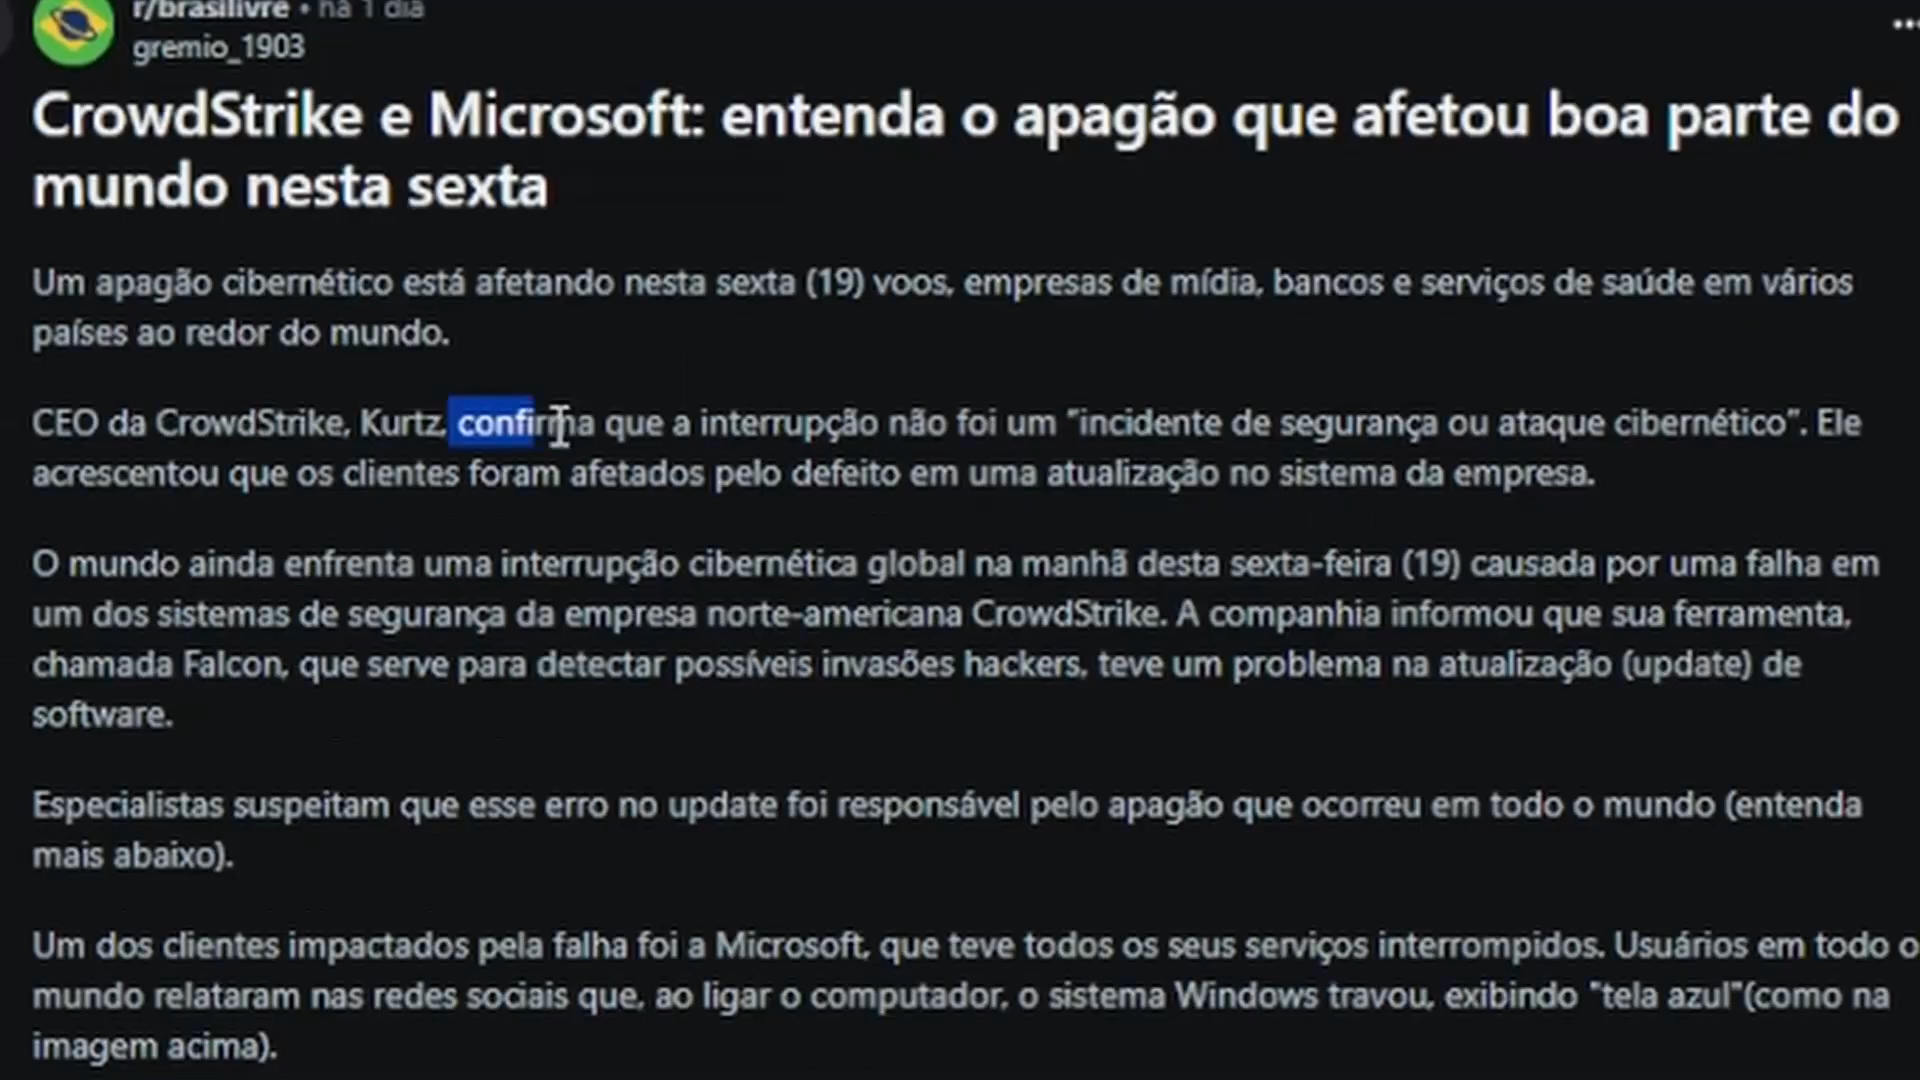 r/brasillivre • há 1 dia
gremio_1903
CrowdStrike e Microsoft: entenda o apagão que afetou boa parte do
mundo nesta sexta
Um apagão cibernético está afetando nesta sexta (19) voos, empresas de mídia, bancos e serviços de saúde em vários
países ao redor do mundo.
CEO da CrowdStrike, Kurtz, confirma que a interrupção não foi um "incidente de segurança ou ataque cibernético". Ele
acrescentou que os clientes foram afetados pelo defeito em uma atualização no sistema da empresa.
O mundo ainda enfrenta uma interrupção cibernética global na manhã desta sexta-feira (19) causada por uma falha em
um dos sistemas de segurança da empresa norte-americana CrowdStrike. A companhia informou que sua ferramenta,
chamada Falcon, que serve para detectar possíveis invasões hackers, teve um problema na atualização (update) de
software.
Especialistas suspeitam que esse erro no update foi responsável pelo apagão que ocorreu em todo o mundo (entenda
mais abaixo).
Um dos clientes impactados pela falha foi a Microsoft, que teve todos os seus serviços interrompidos. Usuários em todo o
mundo relataram nas redes sociais que, ao ligar o computador, o sistema Windows travou, exibindo "tela azul"(como na
imagem acima).